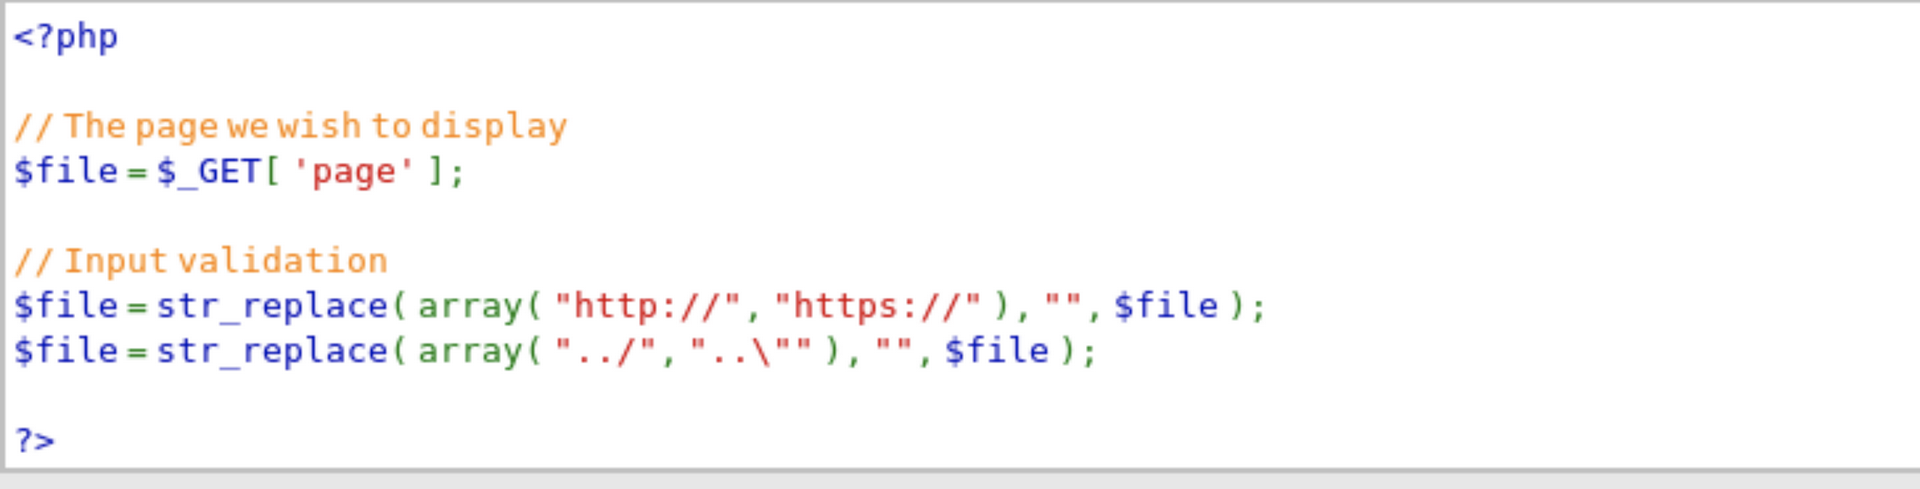 <?php
// The page we wish to display
$file = $_GET[ 'page' ];
// Input validation
$file = str_replace( array( "http://", "https://" ), "", $file );
$file = str_replace( array( "../", "..\"" ), "", $file );
?>